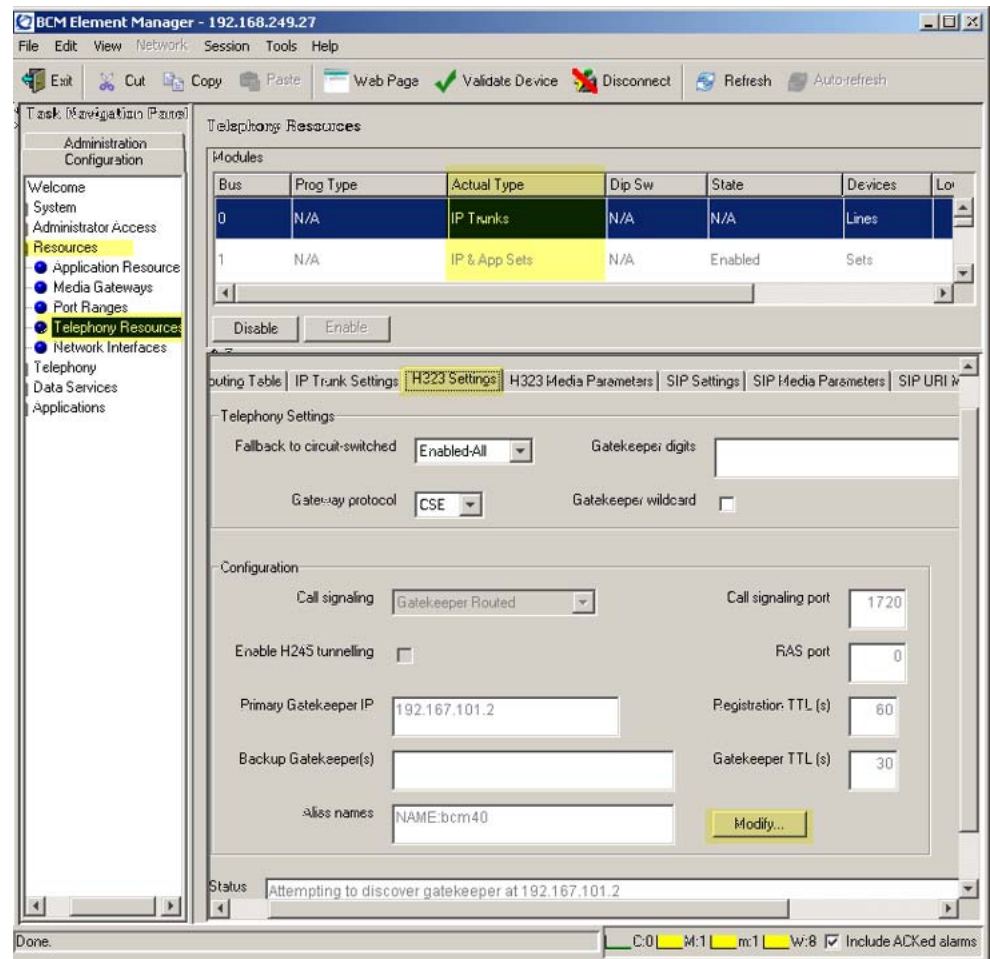 BCM Element Manager - 192.168.249.27
File Edit View Network Session Tools Help
Exit Cut Copy Paste Web Page Validate Device Disconnect Refresh Auto-refresh
Task Navigation Panel
Administration
Configuration
Welcome
System
Administrator Access
Resources
Application Resource
Media Gateways
Port Ranges
Telephony Resources
Network Interfaces
Telephony
Data Services
Applications
Telephony Resources
Modules
Bus Prog Type Actual Type Dip Sw State Devices Lo
0 N/A IP Trunks N/A N/A Lines
1 N/A IP & App Sets N/A Enabled Sets
Disable Enable
outing Table IP Trunk Settings H323 Settings H323 Media Parameters SIP Settings SIP Media Parameters SIP URI M
Telephony Settings
Fallback to circuit-switched Enabled-All Gatekeeper digits
Gateway protocol CSE Gatekeeper wildcard
Configuration
Call signaling Gatekeeper Routed Call signaling port 1720
Enable H245 tunnelling RAS port 0
Primary Gatekeeper IP 192.167.101.2 Registration TTL (s) 60
Backup Gatekeeper(s) Gatekeeper TTL (s) 30
Alias names NAME:bcm40 Modify...
Status Attempting to discover gatekeeper at 192.167.101.2
Done. C:0 M:1 m:1 W:8 Include ACKed alarms